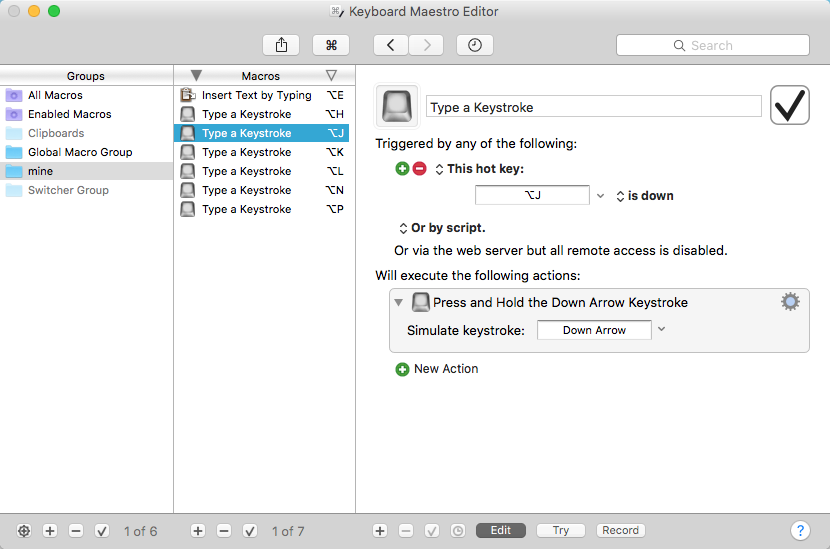 Keyboard Maestro Editor
Search
Groups
All Macros
Enabled Macros
Clipboards
Global Macro Group
mine
Switcher Group
Macros
Insert Text by Typing ⌥E
Type a Keystroke ⌥H
Type a Keystroke ⌥J
Type a Keystroke ⌥K
Type a Keystroke ⌥L
Type a Keystroke ⌥N
Type a Keystroke ⌥P
Type a Keystroke
Triggered by any of the following:
This hot key:
⌥J is down
Or by script.
Or via the web server but all remote access is disabled.
Will execute the following actions:
Press and Hold the Down Arrow Keystroke
Simulate keystroke: Down Arrow
New Action
1 of 6
1 of 7
Edit Try Record ?